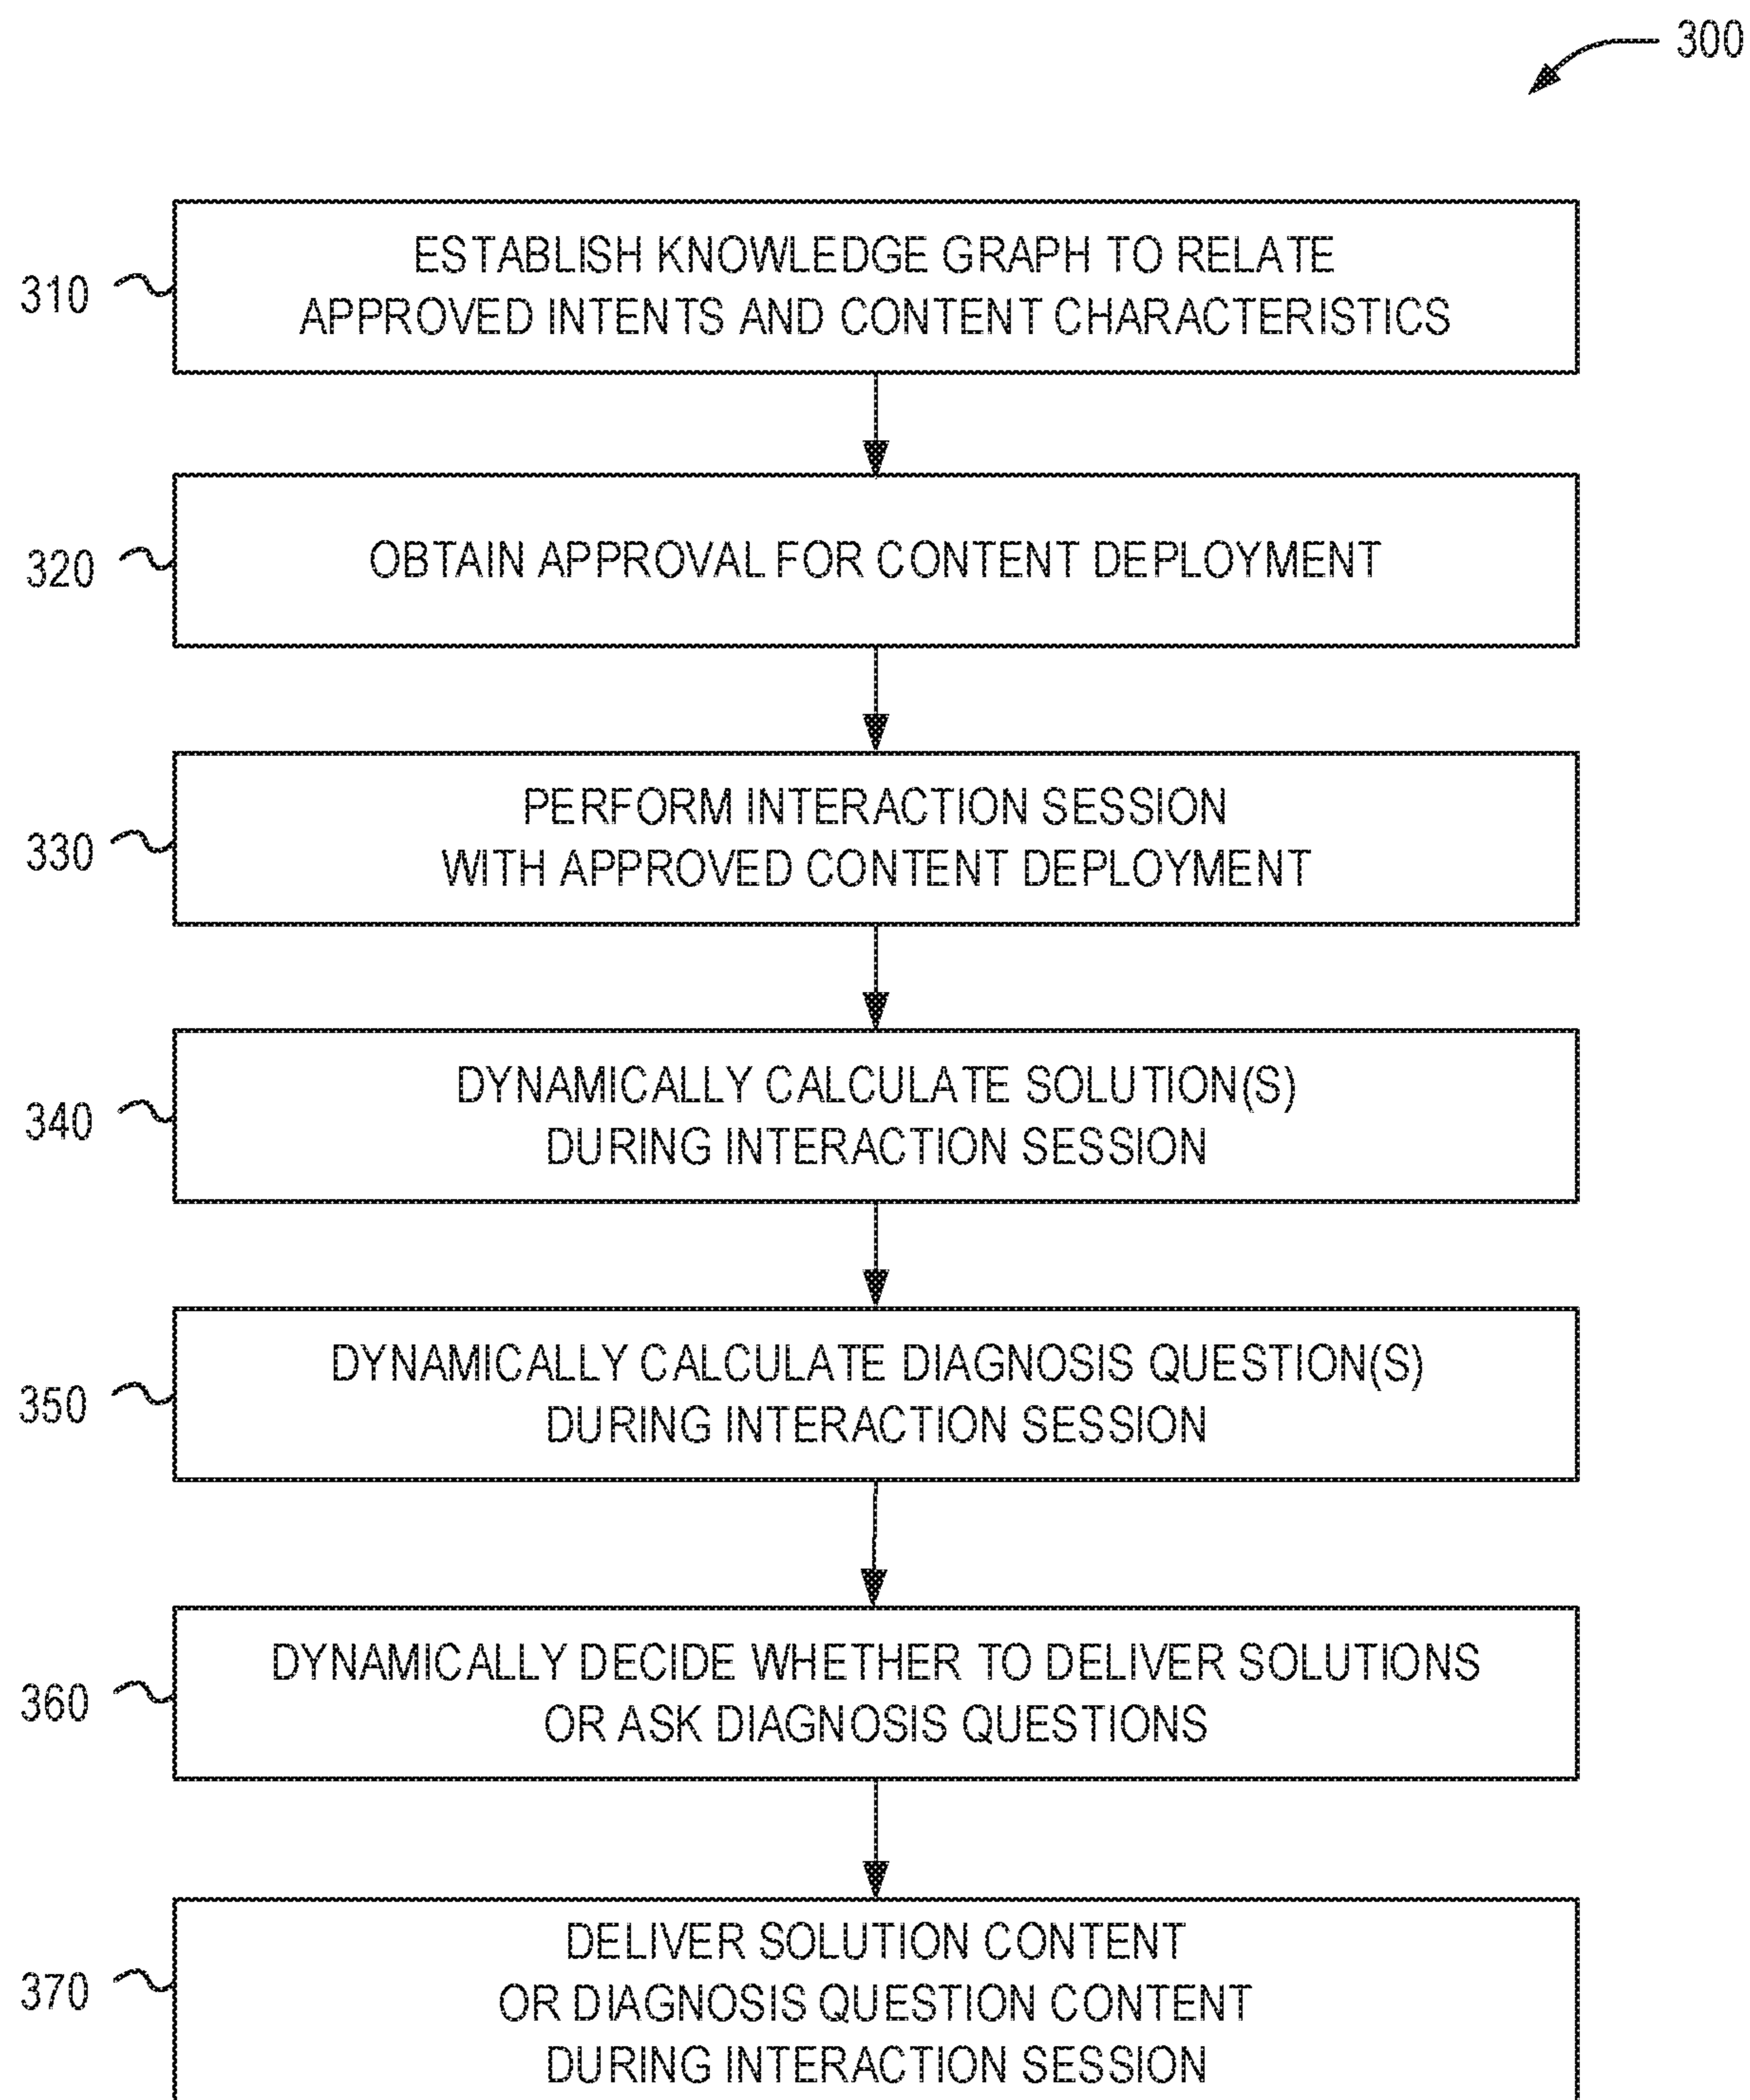 300
310
ESTABLISH KNOWLEDGE GRAPH TO RELATE
APPROVED INTENTS AND CONTENT CHARACTERISTICS
320
OBTAIN APPROVAL FOR CONTENT DEPLOYMENT
330
PERFORM INTERACTION SESSION
WITH APPROVED CONTENT DEPLOYMENT
340
DYNAMICALLY CALCULATE SOLUTION(S)
DURING INTERACTION SESSION
350
DYNAMICALLY CALCULATE DIAGNOSIS QUESTION(S)
DURING INTERACTION SESSION
360
DYNAMICALLY DECIDE WHETHER TO DELIVER SOLUTIONS
OR ASK DIAGNOSIS QUESTIONS
370
DELIVER SOLUTION CONTENT
OR DIAGNOSIS QUESTION CONTENT
DURING INTERACTION SESSION